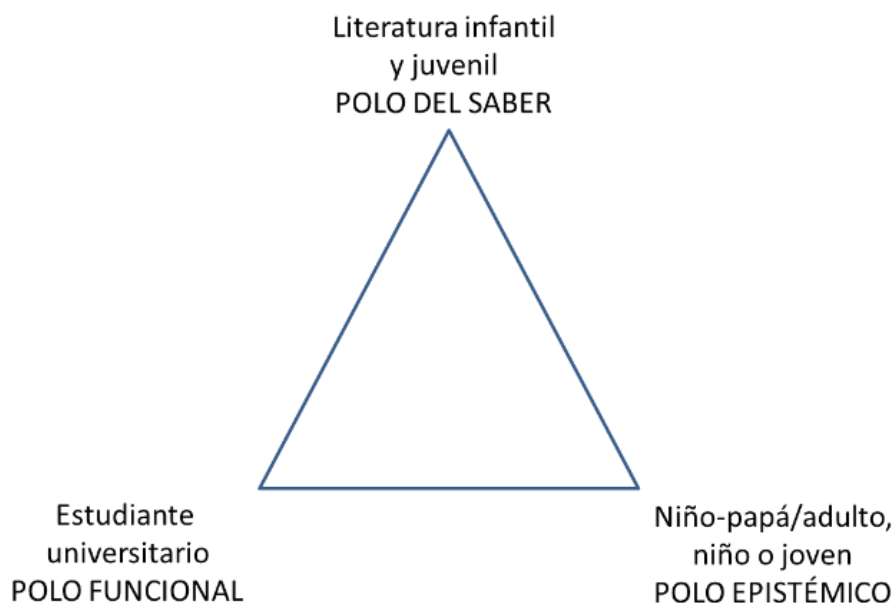 Literatura infantil
y juvenil
POLO DEL SABER
Estudiante
universitario
POLO FUNCIONAL
Niño-papá/adulto,
niño o joven
POLO EPISTÉMICO